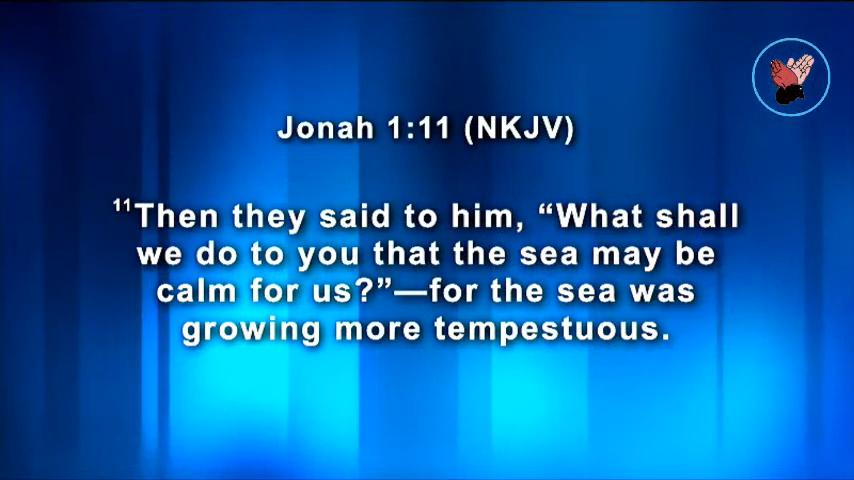 Jonah 1:11 (NKJV)
¹¹Then they said to him, “What shall
we do to you that the sea may be
calm for us?”—for the sea was
growing more tempestuous.